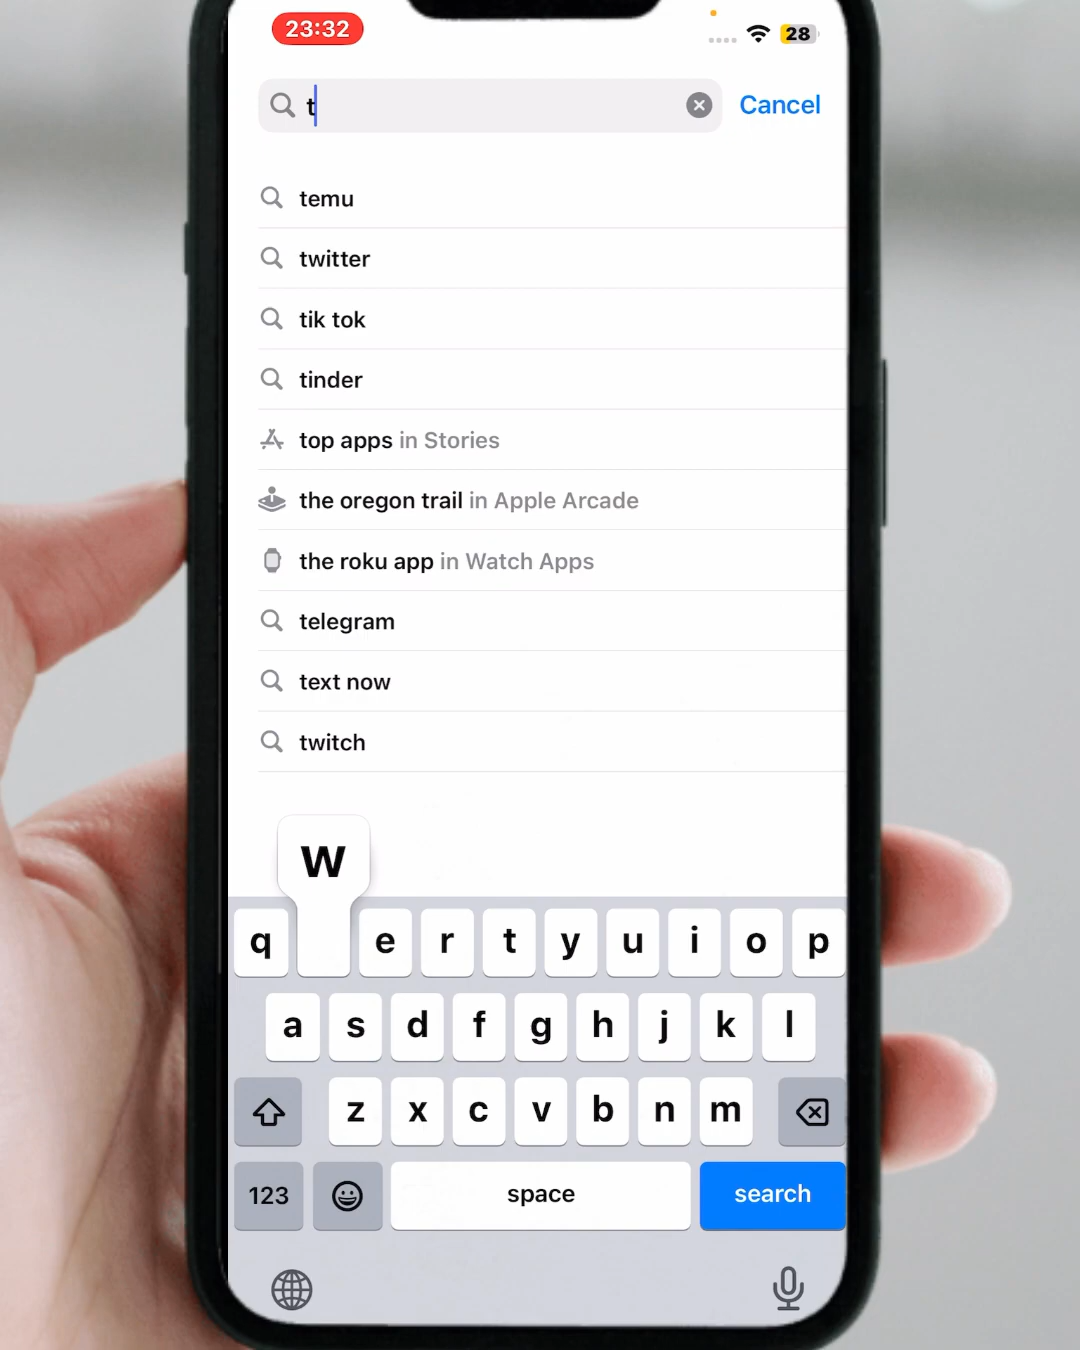 23:32
28
t
Cancel
temu
twitter
tik tok
tinder
top apps in Stories
the oregon trail in Apple Arcade
the roku app in Watch Apps
telegram
text now
twitch
W
q e r t y u i o p
a s d f g h j k l
z x c v b n m
123 space search